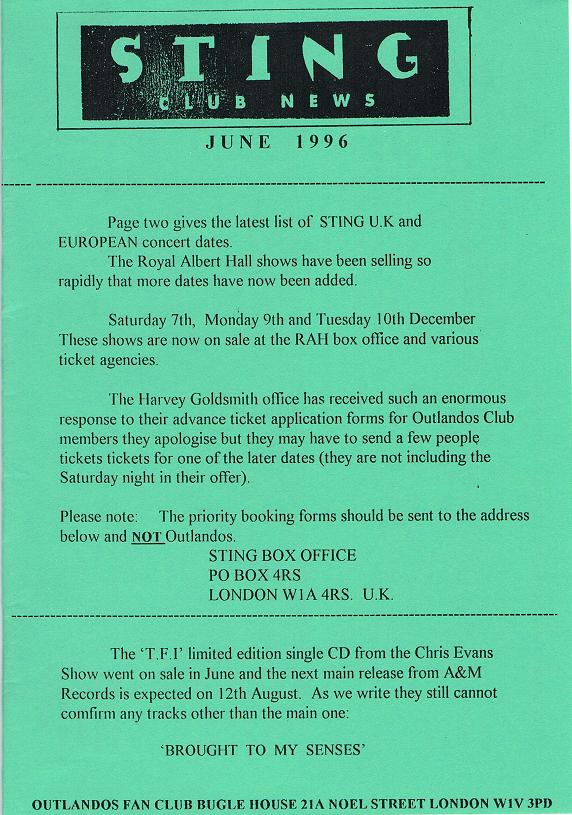 STING
CLUB NEWS
JUNE 1996
Page two gives the latest list of STING U.K and
EUROPEAN concert dates.
The Royal Albert Hall shows have been selling so
rapidly that more dates have now been added.
Saturday 7th, Monday 9th and Tuesday 10th December
These shows are now on sale at the RAH box office and various
ticket agencies.
The Harvey Goldsmith office has received such an enormous
response to their advance ticket application forms for Outlandos Club
members they apologise but they may have to send a few people
tickets tickets for one of the later dates (they are not including the
Saturday night in their offer).
Please note: The priority booking forms should be sent to the address
below and NOT Outlandos.
STING BOX OFFICE
PO BOX 4RS
LONDON W1A 4RS. U.K.
The 'T.F.I' limited edition single CD from the Chris Evans
Show went on sale in June and the next main release from A&M
Records is expected on 12th August. As we write they still cannot
comfirm any tracks other than the main one:
'BROUGHT TO MY SENSES'
OUTLANDOS FAN CLUB BUGLE HOUSE 21A NOEL STREET LONDON W1V 3PD